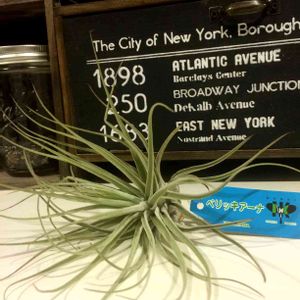 The City of New York, Borough
1898 ATLANTIC AVENUE
Barclays Center
250 BROADWAY JUNCTION
DeKalb Avenue
1683 EAST NEW YORK
Nostrand Avenue
ベリッキアーナ